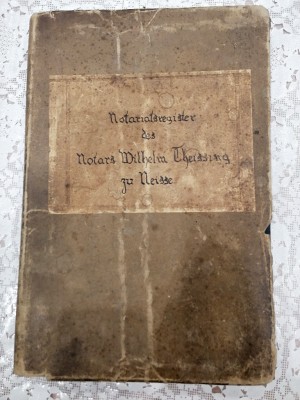 Notariatsregister
des
Notars Wilhelm Theissing
zu Neisse